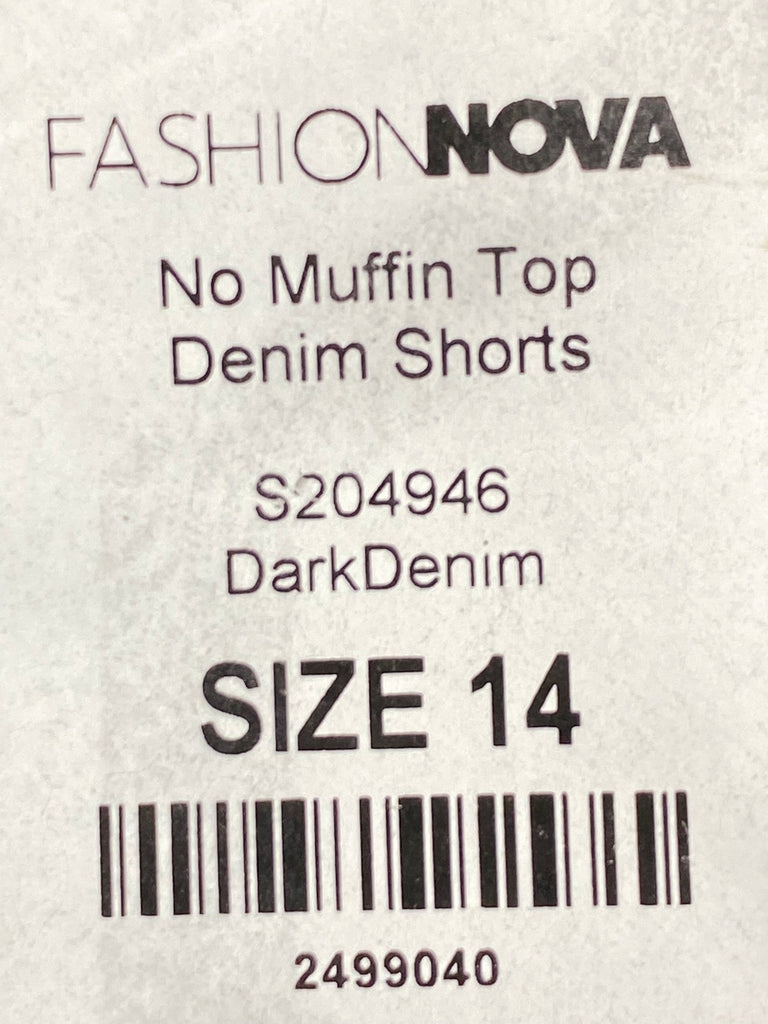 FASHIONNOVA
No Muffin Top
Denim Shorts
S204946
DarkDenim
SIZE 14
2499040